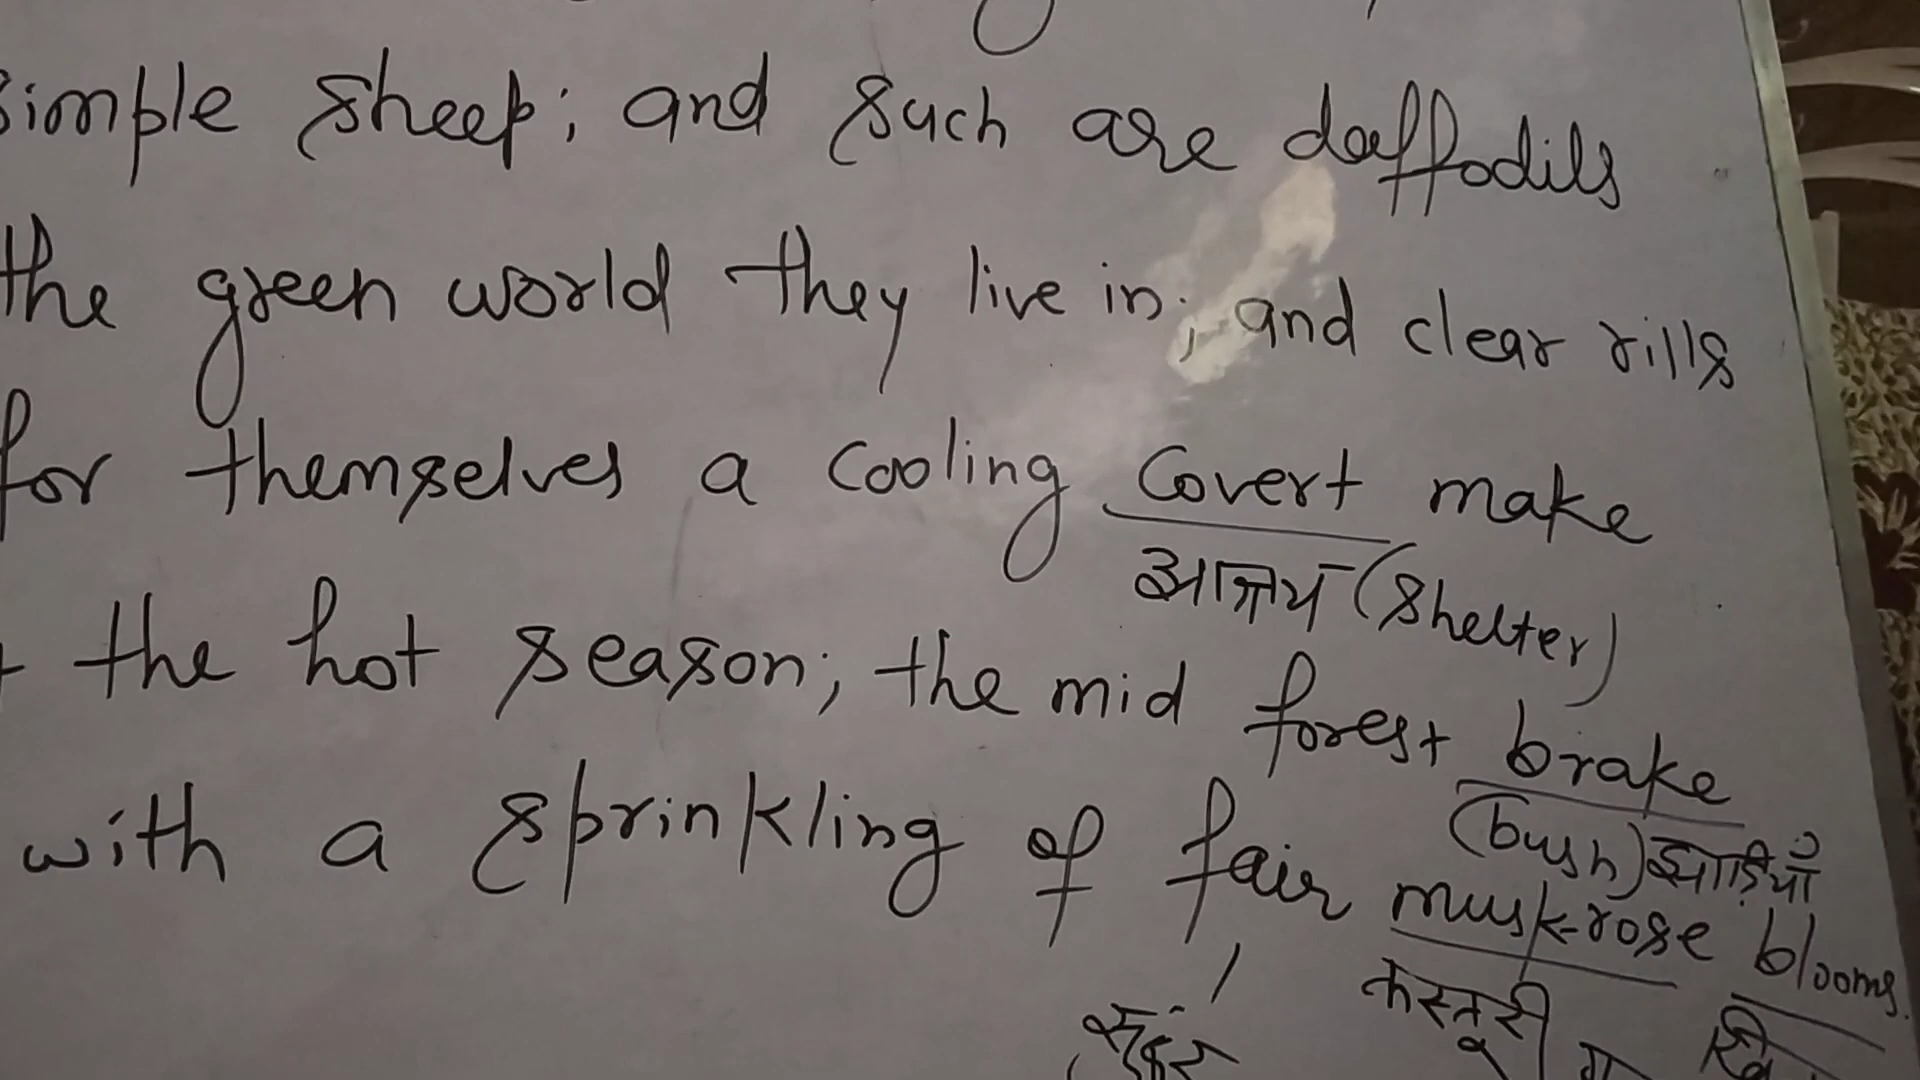 simple sheep; and such are daffodils
the green world they live in; and clear rills
for themselves a cooling covert make
आश्रय (shelter)
the hot season; the mid forest brake
(bush) झाड़ियों
with a sprinkling of fair musk-rose blooms.
सुंदर कस्तूरी